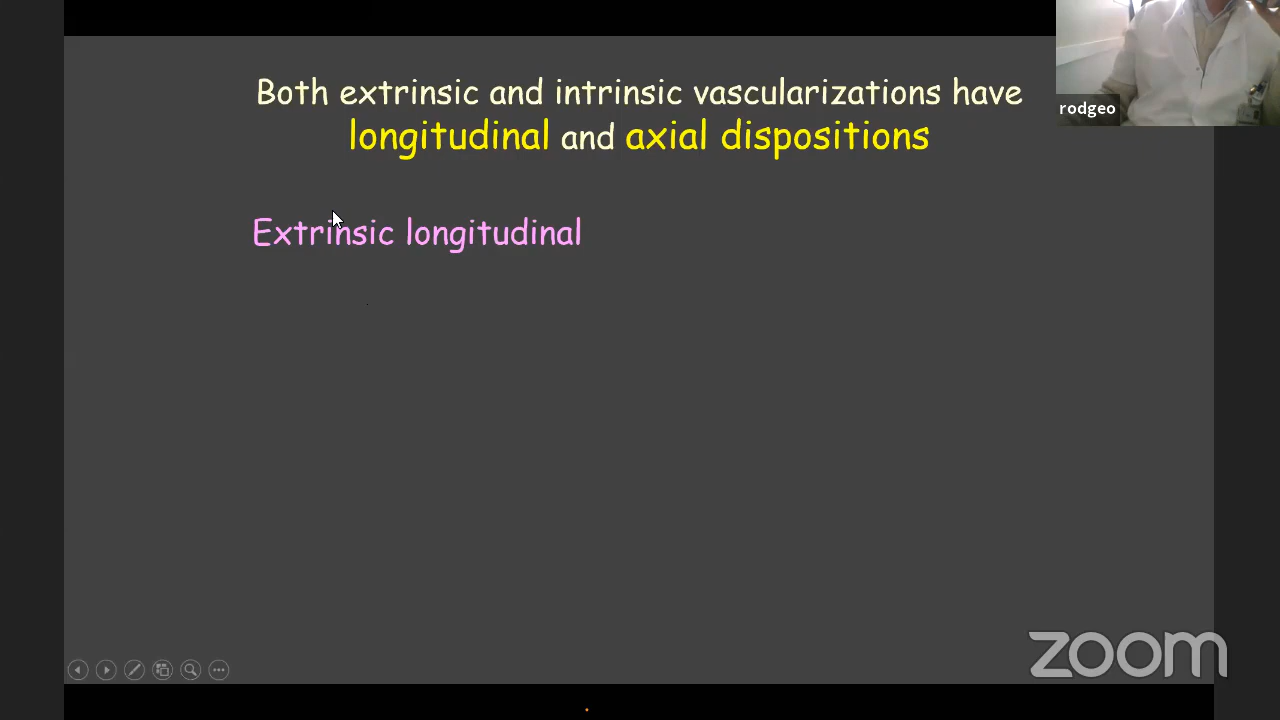 Both extrinsic and intrinsic vascularizations have
longitudinal and axial dispositions
rodgeo
Extrinsic longitudinal
zoom